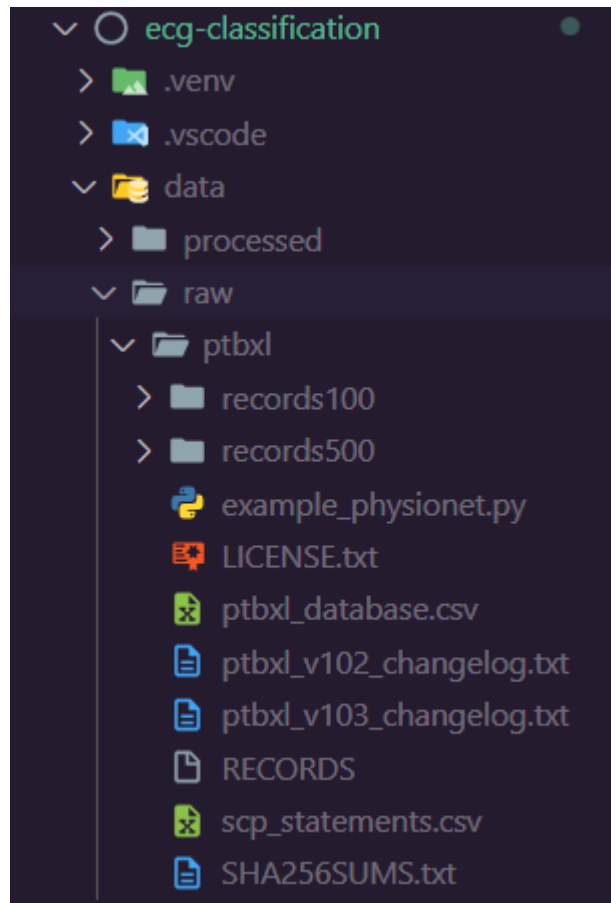 ecg-classification
.venv
.vscode
data
processed
raw
ptbxl
records100
records500
example_physionet.py
LICENSE.txt
ptbxl_database.csv
ptbxl_v102_changelog.txt
ptbxl_v103_changelog.txt
RECORDS
scp_statements.csv
SHA256SUMS.txt